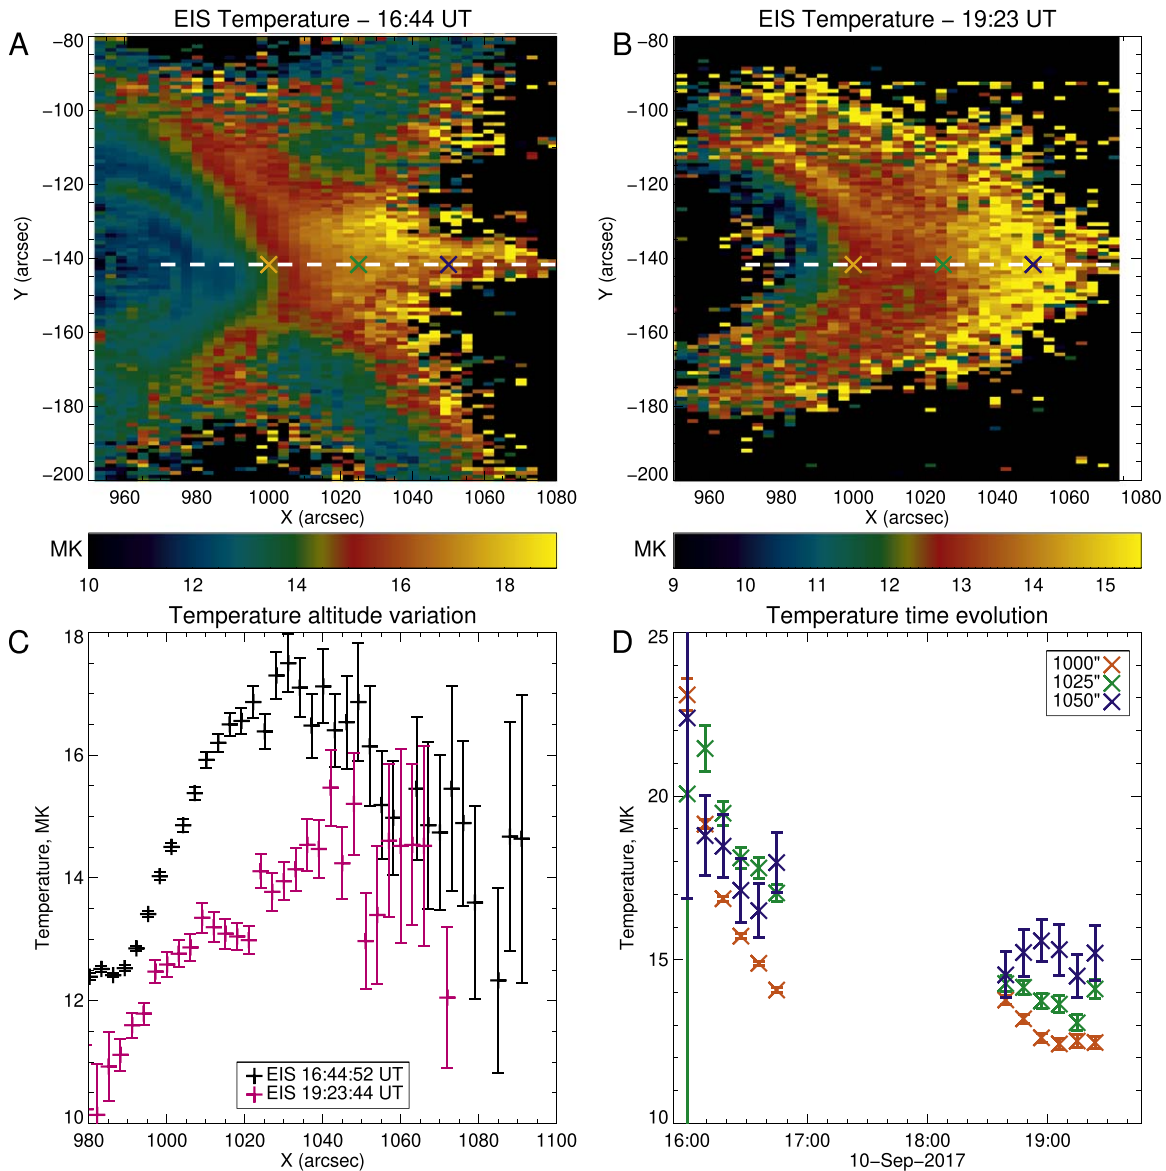 EIS Temperature – 16:44 UT
A
−80
−100
−120
−140
−160
−180
−200
Y (arcsec)
960 980 1000 1020 1040 1060 1080
X (arcsec)
MK
10 12 14 16 18
EIS Temperature – 19:23 UT
B
−80
−100
−120
−140
−160
−180
−200
Y (arcsec)
960 980 1000 1020 1040 1060 1080
X (arcsec)
MK
9 10 11 12 13 14 15
Temperature altitude variation
C
18
16
14
12
10
Temperature, MK
EIS 16:44:52 UT
EIS 19:23:44 UT
980 1000 1020 1040 1060 1080 1100
X (arcsec)
Temperature time evolution
D
25
20
15
10
Temperature, MK
1000"
1025"
1050"
16:00 17:00 18:00 19:00
10−Sep−2017